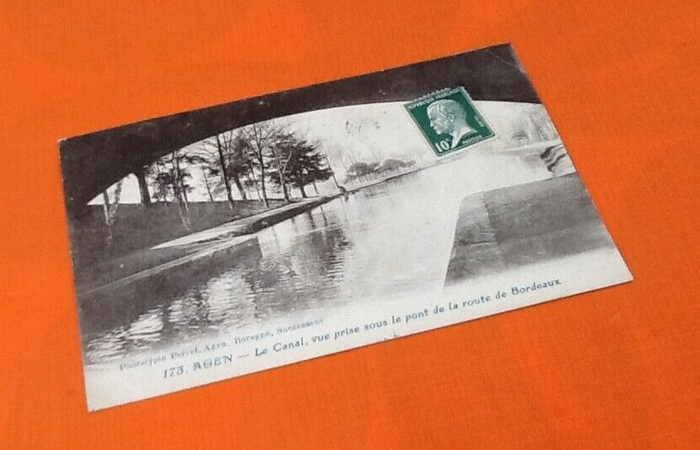 REPUBLIQUE FRANÇAISE
10c
Phototypie Perret, Agen. Boragne, Successeur
173. AGEN — Le Canal, vue prise sous le pont de la route de Bordeaux